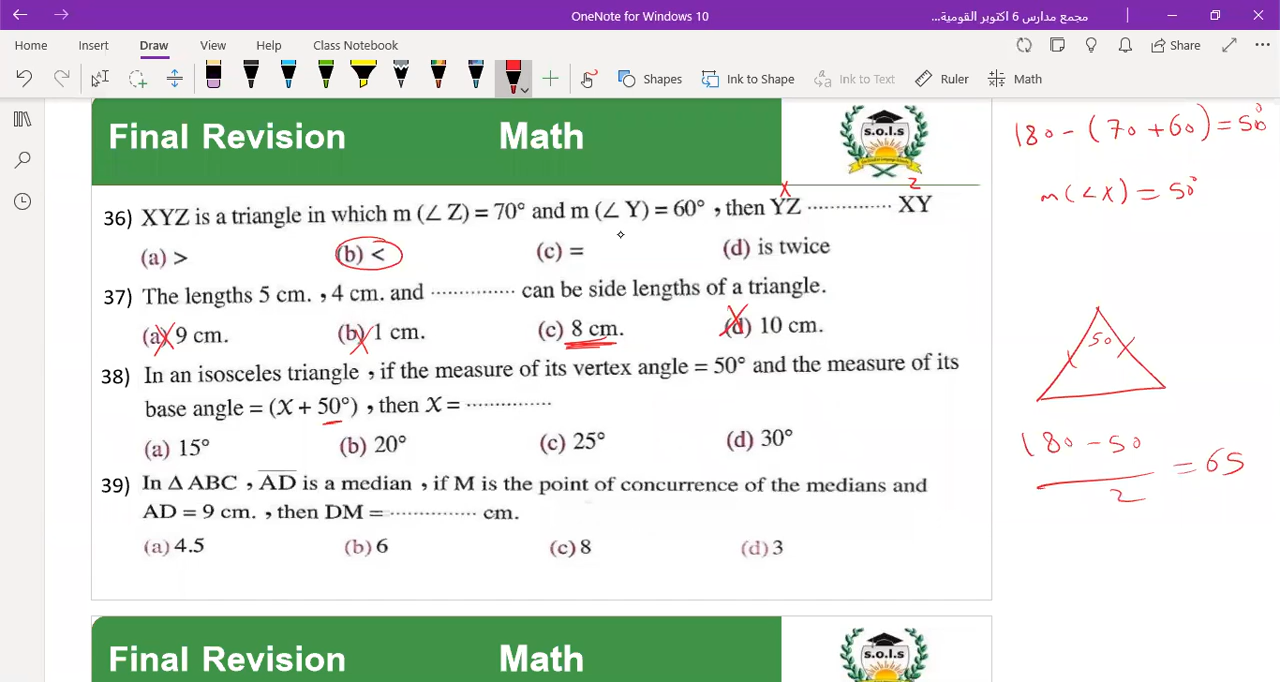 OneNote for Windows 10
مجمع مدارس 6 اكتوبر القومية...
Home Insert Draw View Help Class Notebook Share
Shapes Ink to Shape Ink to Text Ruler Math
Final Revision Math
s.o.l.s
36) XYZ is a triangle in which m (∠ Z) = 70° and m (∠ Y) = 60° , then YZ ·············· XY
X
Z
(a) > (b) < (c) = (d) is twice
37) The lengths 5 cm. , 4 cm. and ·············· can be side lengths of a triangle.
(a) 9 cm. (b) 1 cm. (c) 8 cm. (d) 10 cm.
38) In an isosceles triangle , if the measure of its vertex angle = 50° and the measure of its
base angle = (X + 50°) , then X = ··············
(a) 15° (b) 20° (c) 25° (d) 30°
39) In Δ ABC , A̅D̅ is a median , if M is the point of concurrence of the medians and
AD = 9 cm. , then DM = ·············· cm.
(a) 4.5 (b) 6 (c) 8 (d) 3
180 - (70 + 60) = 50°
m (∠ X) = 50°
50
180 - 50
2
= 65
Final Revision Math
s.o.l.s